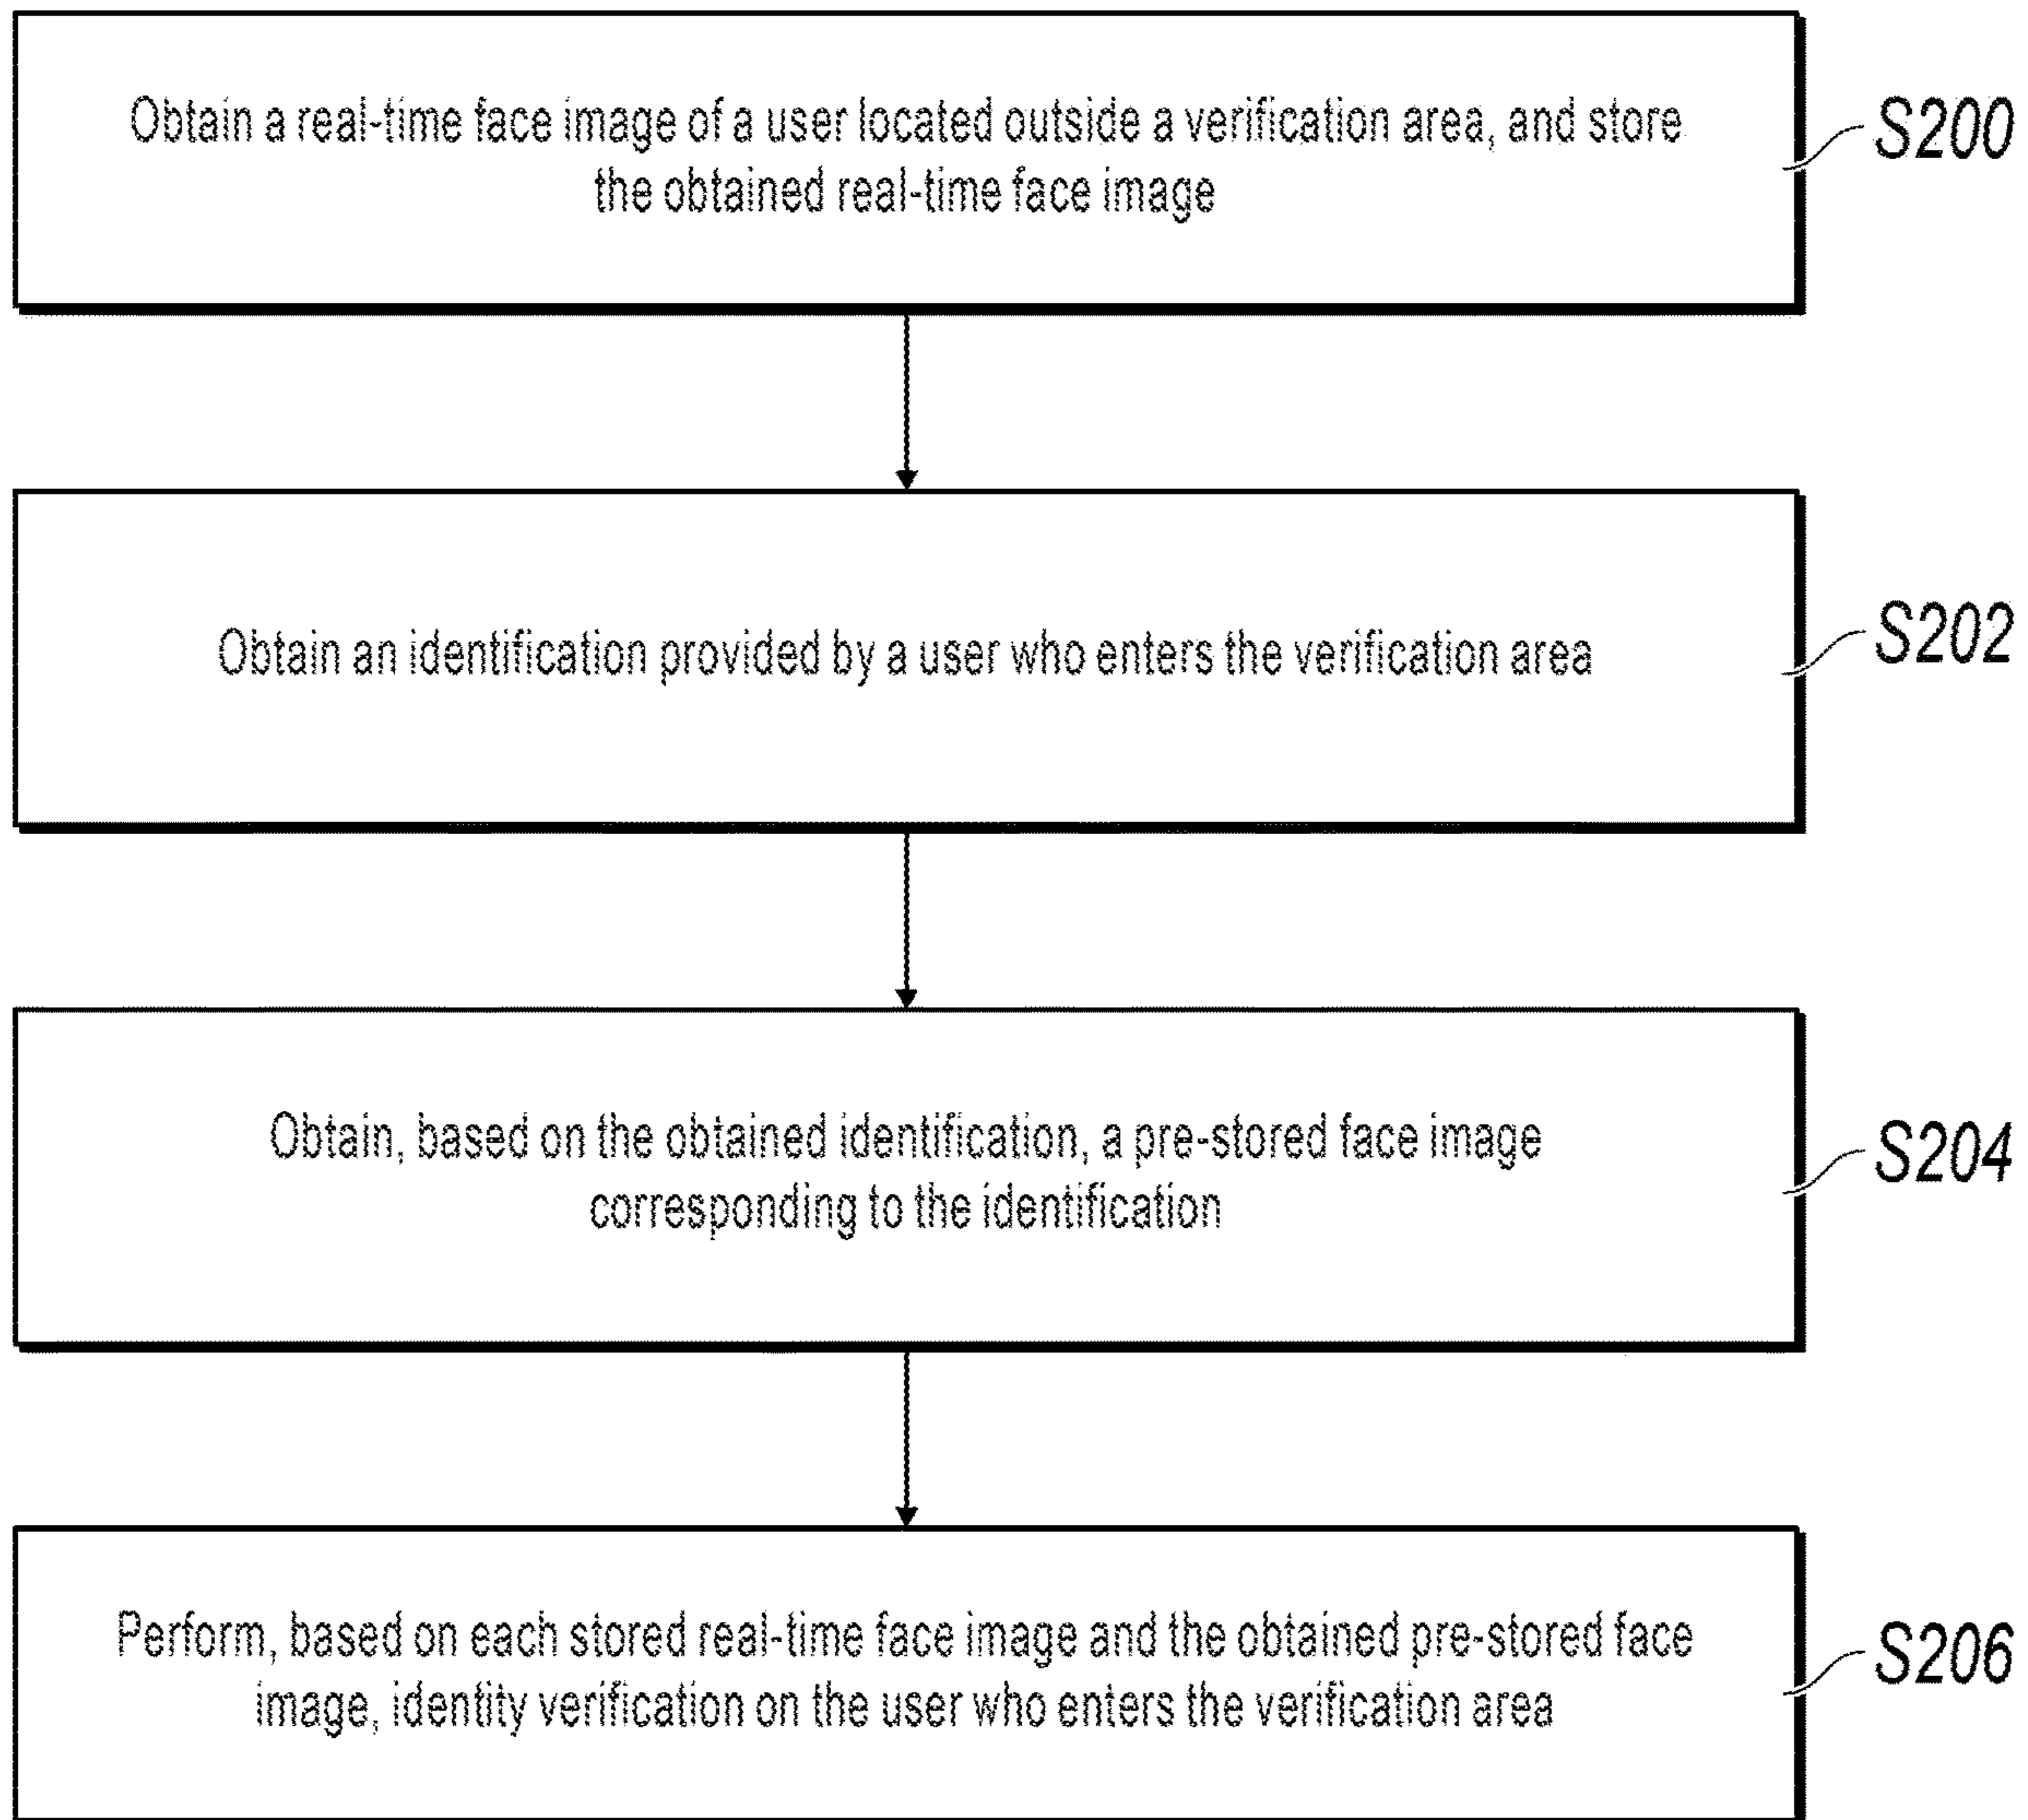 Obtain a real-time face image of a user located outside a verification area, and store
the obtained real-time face image
S200
Obtain an identification provided by a user who enters the verification area
S202
Obtain, based on the obtained identification, a pre-stored face image
corresponding to the identification
S204
Perform, based on each stored real-time face image and the obtained pre-stored face
image, identity verification on the user who enters the verification area
S206